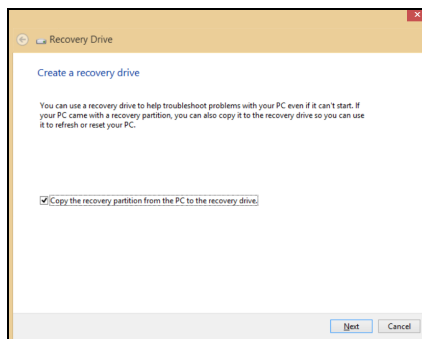 Recovery Drive
Create a recovery drive
You can use a recovery drive to help troubleshoot problems with your PC even if it can't start. If
your PC came with a recovery partition, you can also copy it to the recovery drive so you can use
it to refresh or reset your PC.
Copy the recovery partition from the PC to the recovery drive.
Next Cancel